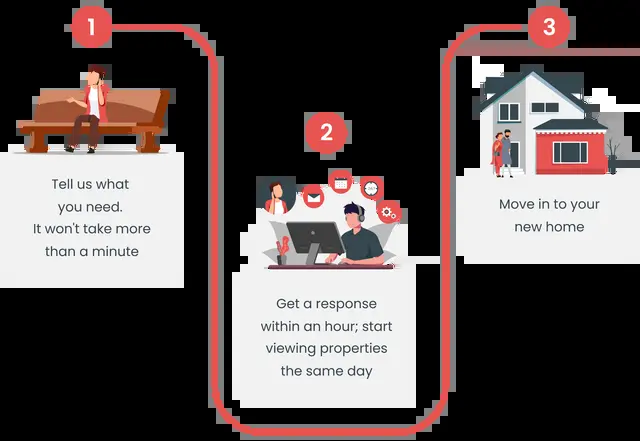 1
Tell us what
you need.
It won't take more
than a minute
2
Get a response
within an hour; start
viewing properties
the same day
3
Move in to your
new home